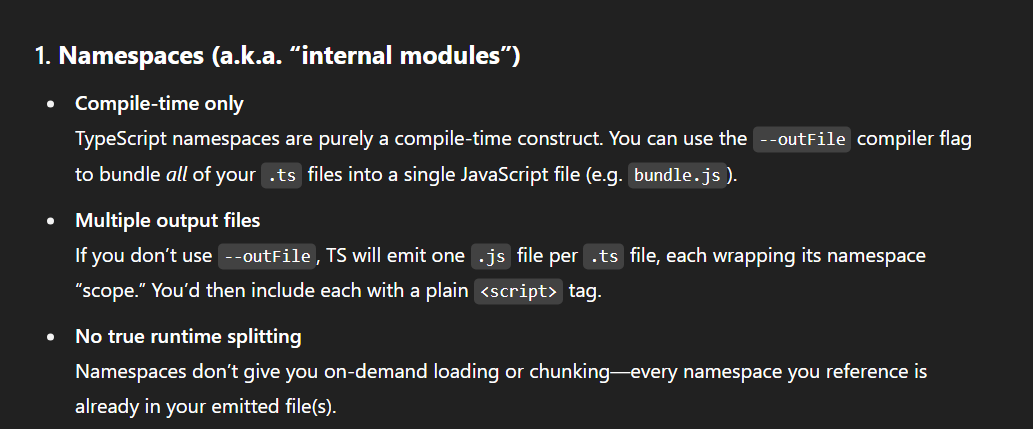 1. Namespaces (a.k.a. “internal modules”)
• Compile-time only
TypeScript namespaces are purely a compile-time construct. You can use the --outFile compiler flag
to bundle all of your .ts files into a single JavaScript file (e.g. bundle.js).
• Multiple output files
If you don’t use --outFile, TS will emit one .js file per .ts file, each wrapping its namespace
“scope.” You’d then include each with a plain <script> tag.
• No true runtime splitting
Namespaces don’t give you on-demand loading or chunking—every namespace you reference is
already in your emitted file(s).